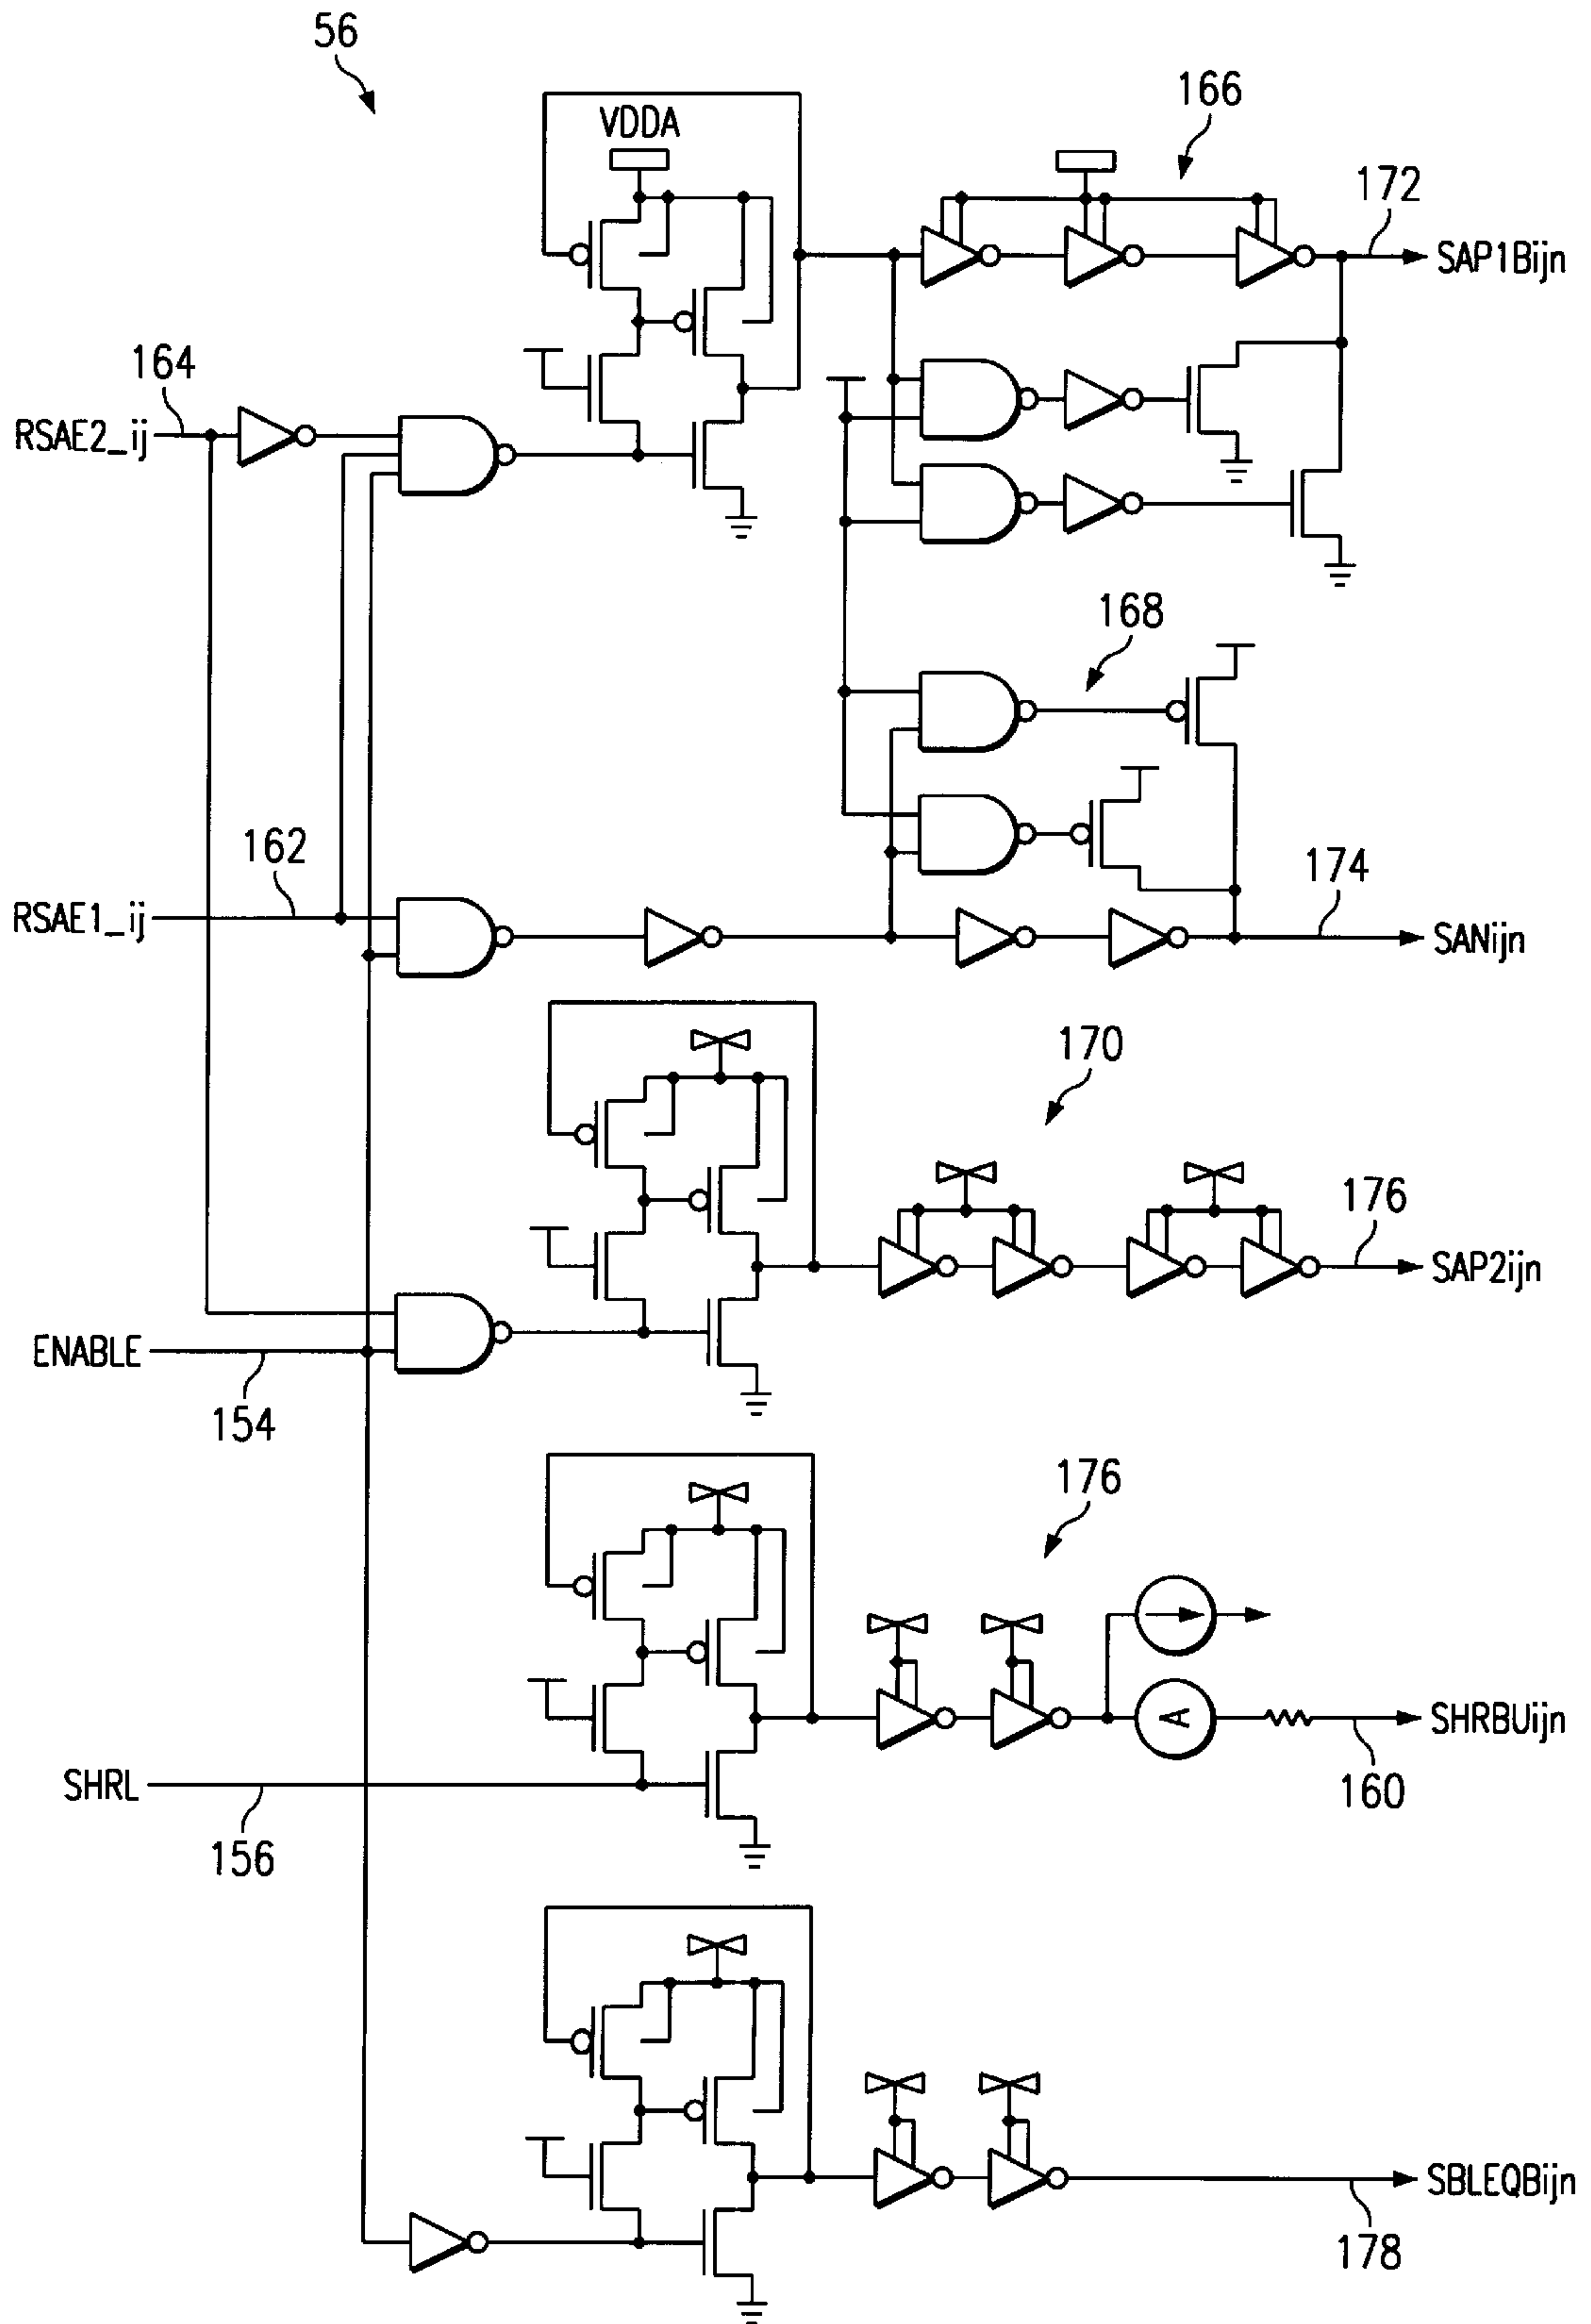 56
VDDA
166
172
SAP1Bijn
164
RSAE2_ij
168
162
RSAE1_ij
174
SANijn
170
176
SAP2ijn
ENABLE
154
176
SHRBUijn
A
SHRL
156
160
SBLEQBijn
178